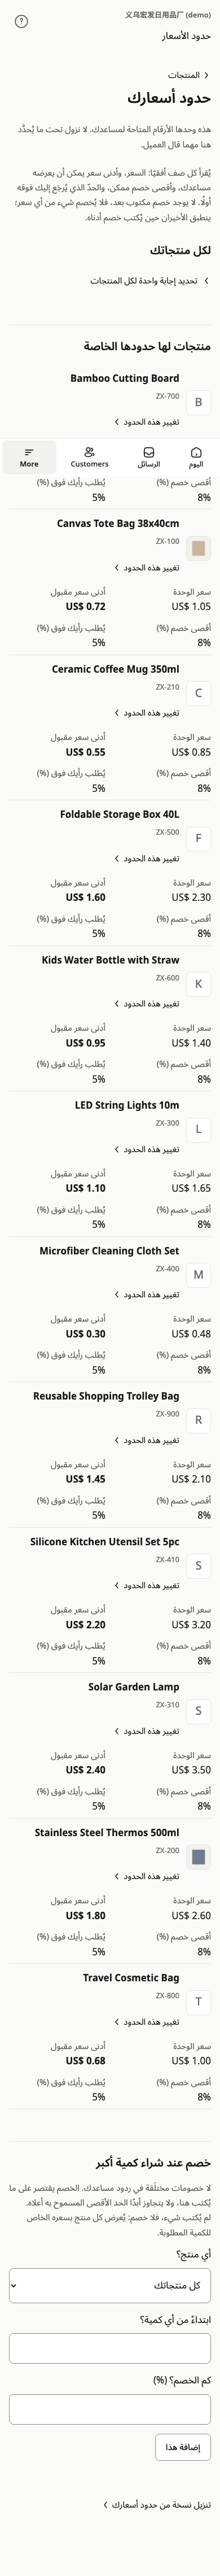 义乌宏发日用品厂 (demo)
حدود الأسعار
?
المنتجات
حدود أسعارك
هذه وحدها الأرقام المتاحة لمساعدك. لا نزول تحت ما يُحدَّد
هنا مهما قال العميل.
يُقرأ كل صف أفقيًا: السعر، وأدنى سعر يمكن أن يعرضه
مساعدك، وأقصى خصم ممكن، والحدّ الذي يُرجَع إليك فوقه
أولًا. لا يوجد خصم يمتد بمفرده، فلا يُخصم شيء من أي سعر؛
ينطبق الأخيران حين يُكتب خصم أدناه.
لكل منتجاتك
تحديد إجابة واحدة لكل المنتجات
منتجات لها حدودها الخاصة
Bamboo Cutting Board
ZX-700
B
تغيير هذه الحدود
اليوم
الرسائل
Customers
More
أقصى خصم (%)
يُطلب رأيك فوق (%)
8%
5%
Canvas Tote Bag 38x40cm
ZX-100
تغيير هذه الحدود
سعر الوحدة
أدنى سعر مقبول
US$ 1.05
US$ 0.72
أقصى خصم (%)
يُطلب رأيك فوق (%)
8%
5%
Ceramic Coffee Mug 350ml
ZX-210
C
تغيير هذه الحدود
سعر الوحدة
أدنى سعر مقبول
US$ 0.85
US$ 0.55
أقصى خصم (%)
يُطلب رأيك فوق (%)
8%
5%
Foldable Storage Box 40L
ZX-500
F
تغيير هذه الحدود
سعر الوحدة
أدنى سعر مقبول
US$ 2.30
US$ 1.60
أقصى خصم (%)
يُطلب رأيك فوق (%)
8%
5%
Kids Water Bottle with Straw
ZX-600
K
تغيير هذه الحدود
سعر الوحدة
أدنى سعر مقبول
US$ 1.40
US$ 0.95
أقصى خصم (%)
يُطلب رأيك فوق (%)
8%
5%
LED String Lights 10m
ZX-300
L
تغيير هذه الحدود
سعر الوحدة
أدنى سعر مقبول
US$ 1.65
US$ 1.10
أقصى خصم (%)
يُطلب رأيك فوق (%)
8%
5%
Microfiber Cleaning Cloth Set
ZX-400
M
تغيير هذه الحدود
سعر الوحدة
أدنى سعر مقبول
US$ 0.48
US$ 0.30
أقصى خصم (%)
يُطلب رأيك فوق (%)
8%
5%
Reusable Shopping Trolley Bag
ZX-900
R
تغيير هذه الحدود
سعر الوحدة
أدنى سعر مقبول
US$ 2.10
US$ 1.45
أقصى خصم (%)
يُطلب رأيك فوق (%)
8%
5%
Silicone Kitchen Utensil Set 5pc
ZX-410
S
تغيير هذه الحدود
سعر الوحدة
أدنى سعر مقبول
US$ 3.20
US$ 2.20
أقصى خصم (%)
يُطلب رأيك فوق (%)
8%
5%
Solar Garden Lamp
ZX-310
S
تغيير هذه الحدود
سعر الوحدة
أدنى سعر مقبول
US$ 3.50
US$ 2.40
أقصى خصم (%)
يُطلب رأيك فوق (%)
8%
5%
Stainless Steel Thermos 500ml
ZX-200
تغيير هذه الحدود
سعر الوحدة
أدنى سعر مقبول
US$ 2.60
US$ 1.80
أقصى خصم (%)
يُطلب رأيك فوق (%)
8%
5%
Travel Cosmetic Bag
ZX-800
T
تغيير هذه الحدود
سعر الوحدة
أدنى سعر مقبول
US$ 1.00
US$ 0.68
أقصى خصم (%)
يُطلب رأيك فوق (%)
8%
5%
خصم عند شراء كمية أكبر
لا خصومات مختلَقة في ردود مساعدك. الخصم يقتصر على ما
يُكتب هنا، ولا يتجاوز أبدًا الحد الأقصى المسموح به أعلاه.
لم يُكتب شيء، فلا خصم: يُعرض كل منتج بسعره الخاص
للكمية المطلوبة.
أي منتج؟
كل منتجاتك
ابتداءً من أي كمية؟
كم الخصم؟ (%)
إضافة هذا
تنزيل نسخة من حدود أسعارك